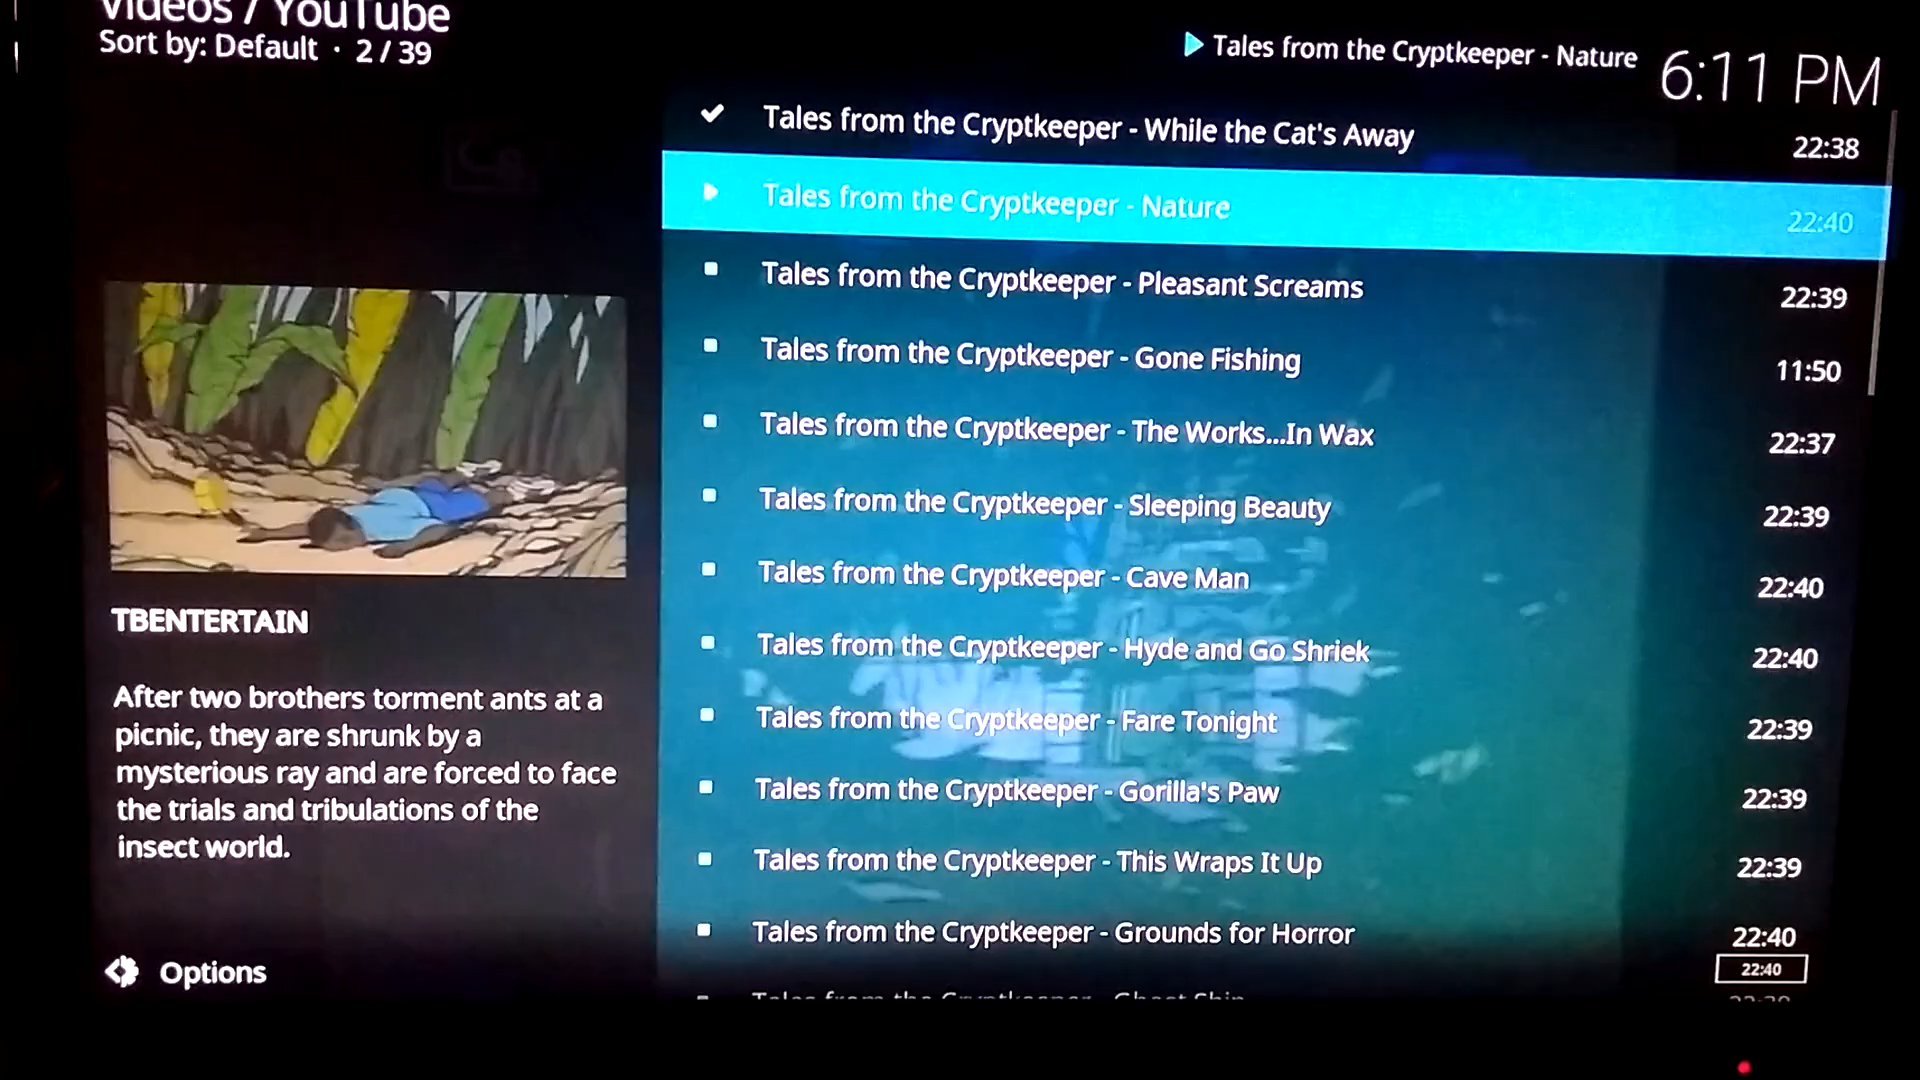 Videos / YouTube
Sort by: Default · 2 / 39
Tales from the Cryptkeeper - Nature
6:11 PM
Tales from the Cryptkeeper - While the Cat's Away 22:38
Tales from the Cryptkeeper - Nature 22:40
Tales from the Cryptkeeper - Pleasant Screams 22:39
Tales from the Cryptkeeper - Gone Fishing 11:50
Tales from the Cryptkeeper - The Works...In Wax 22:37
Tales from the Cryptkeeper - Sleeping Beauty 22:39
Tales from the Cryptkeeper - Cave Man 22:40
Tales from the Cryptkeeper - Hyde and Go Shriek 22:40
Tales from the Cryptkeeper - Fare Tonight 22:39
Tales from the Cryptkeeper - Gorilla's Paw 22:39
Tales from the Cryptkeeper - This Wraps It Up 22:39
Tales from the Cryptkeeper - Grounds for Horror 22:40
22:40
Tales from the Cryptkeeper - Ghost Ship
TBENTERTAIN
After two brothers torment ants at a
picnic, they are shrunk by a
mysterious ray and are forced to face
the trials and tribulations of the
insect world.
Options